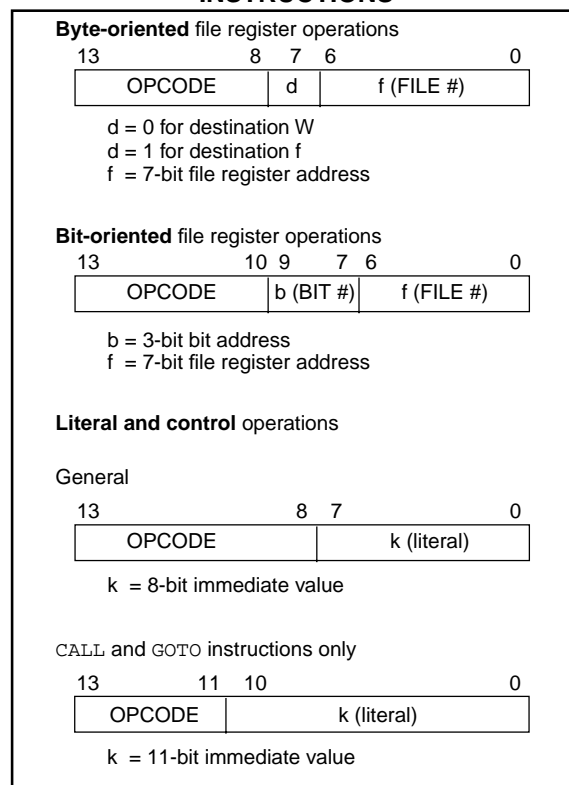 INSTRUCTIONS
Byte-oriented file register operations
13 8 7 6 0
OPCODE d f (FILE #)
d = 0 for destination W
d = 1 for destination f
f = 7-bit file register address
Bit-oriented file register operations
13 10 9 7 6 0
OPCODE b (BIT #) f (FILE #)
b = 3-bit bit address
f = 7-bit file register address
Literal and control operations
General
13 8 7 0
OPCODE k (literal)
k = 8-bit immediate value
CALL and GOTO instructions only
13 11 10 0
OPCODE k (literal)
k = 11-bit immediate value